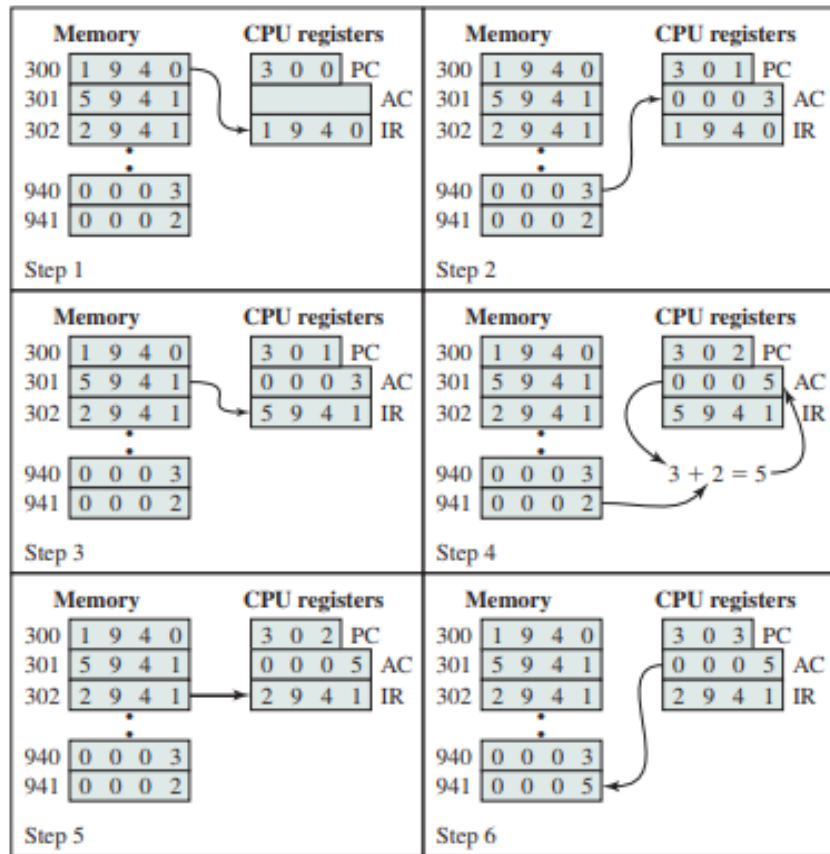 Memory CPU registers
300 1 9 4 0 3 0 0 PC
301 5 9 4 1 AC
302 2 9 4 1 1 9 4 0 IR
940 0 0 0 3
941 0 0 0 2
Step 1
Memory CPU registers
300 1 9 4 0 3 0 1 PC
301 5 9 4 1 0 0 0 3 AC
302 2 9 4 1 1 9 4 0 IR
940 0 0 0 3
941 0 0 0 2
Step 2
Memory CPU registers
300 1 9 4 0 3 0 1 PC
301 5 9 4 1 0 0 0 3 AC
302 2 9 4 1 5 9 4 1 IR
940 0 0 0 3
941 0 0 0 2
Step 3
Memory CPU registers
300 1 9 4 0 3 0 2 PC
301 5 9 4 1 0 0 0 5 AC
302 2 9 4 1 5 9 4 1 IR
940 0 0 0 3 3 + 2 = 5
941 0 0 0 2
Step 4
Memory CPU registers
300 1 9 4 0 3 0 2 PC
301 5 9 4 1 0 0 0 5 AC
302 2 9 4 1 2 9 4 1 IR
940 0 0 0 3
941 0 0 0 2
Step 5
Memory CPU registers
300 1 9 4 0 3 0 3 PC
301 5 9 4 1 0 0 0 5 AC
302 2 9 4 1 2 9 4 1 IR
940 0 0 0 3
941 0 0 0 5
Step 6